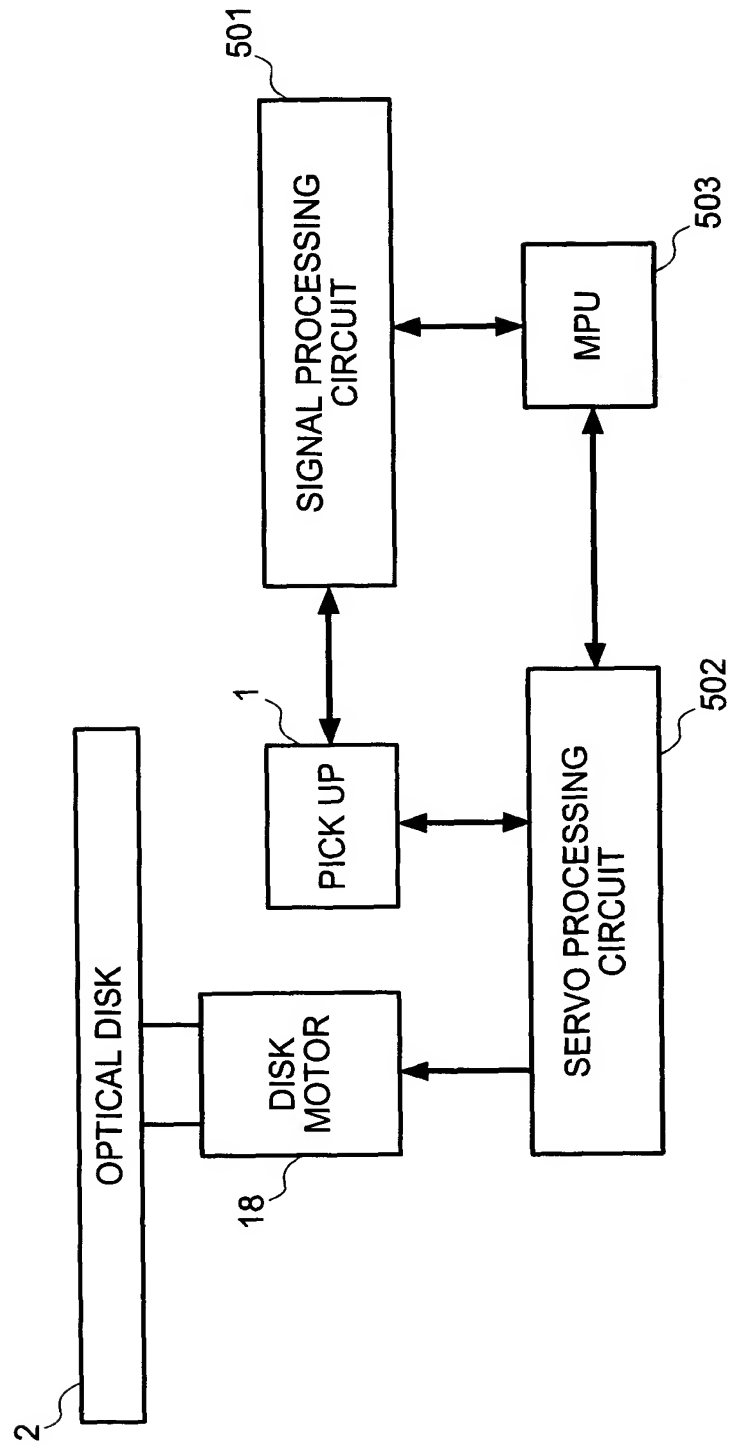 2
OPTICAL DISK
18
DISK
MOTOR
1
PICK UP
501
SIGNAL PROCESSING
CIRCUIT
SERVO PROCESSING
CIRCUIT
502
MPU
503